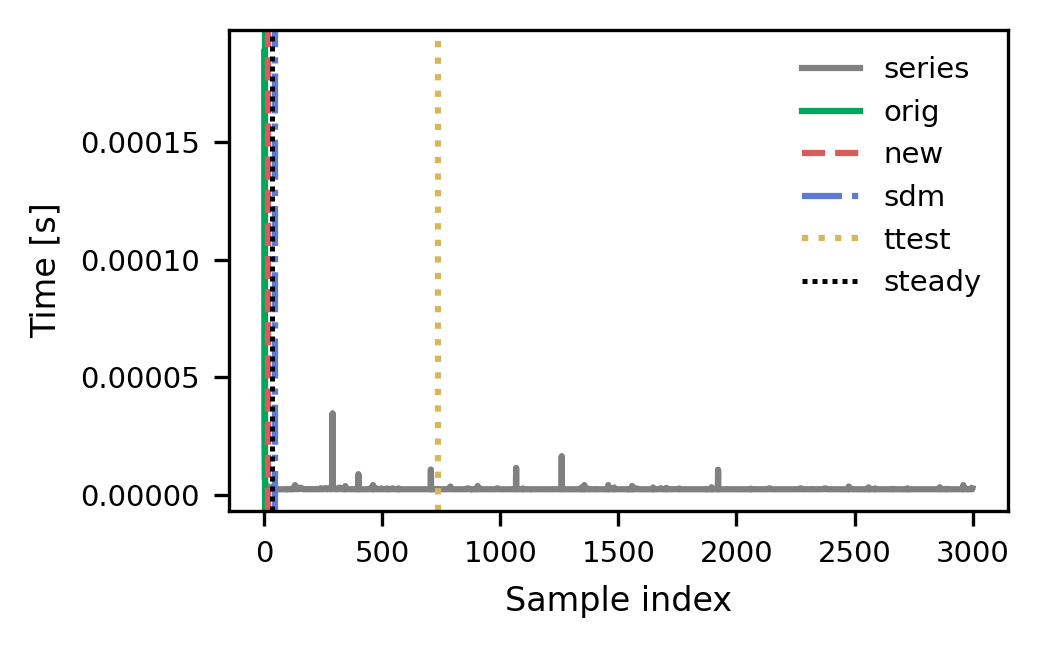 series
orig
new
sdm
ttest
steady
0.00015
0.00010
0.00005
0.00000
Time [s]
0 500 1000 1500 2000 2500 3000
Sample index